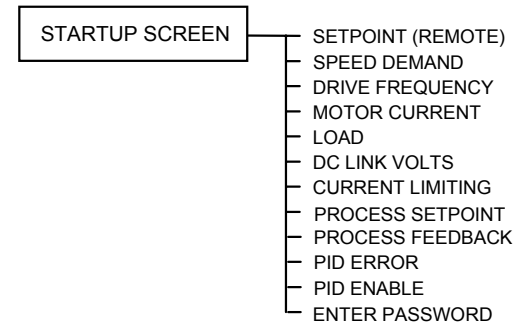 STARTUP SCREEN
SETPOINT (REMOTE)
SPEED DEMAND
DRIVE FREQUENCY
MOTOR CURRENT
LOAD
DC LINK VOLTS
CURRENT LIMITING
PROCESS SETPOINT
PROCESS FEEDBACK
PID ERROR
PID ENABLE
ENTER PASSWORD